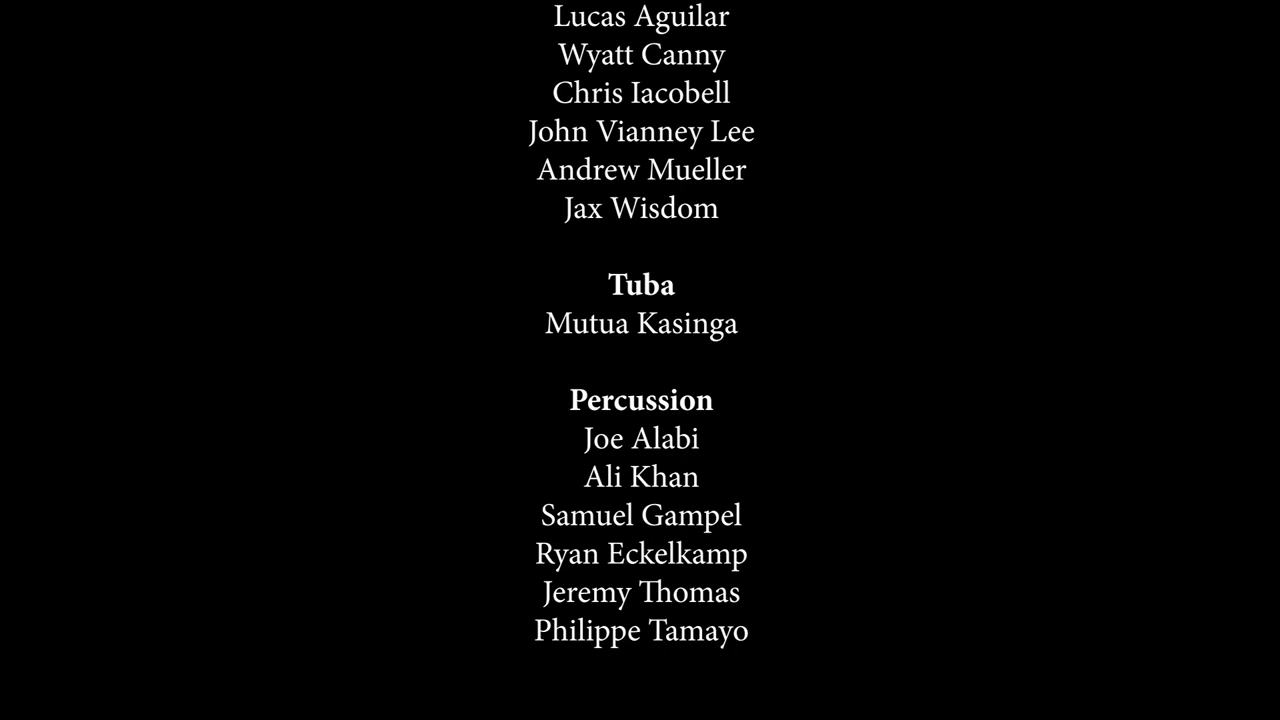 Lucas Aguilar
Wyatt Canny
Chris Iacobell
John Vianney Lee
Andrew Mueller
Jax Wisdom
Tuba
Mutua Kasinga
Percussion
Joe Alabi
Ali Khan
Samuel Gampel
Ryan Eckelkamp
Jeremy Thomas
Philippe Tamayo